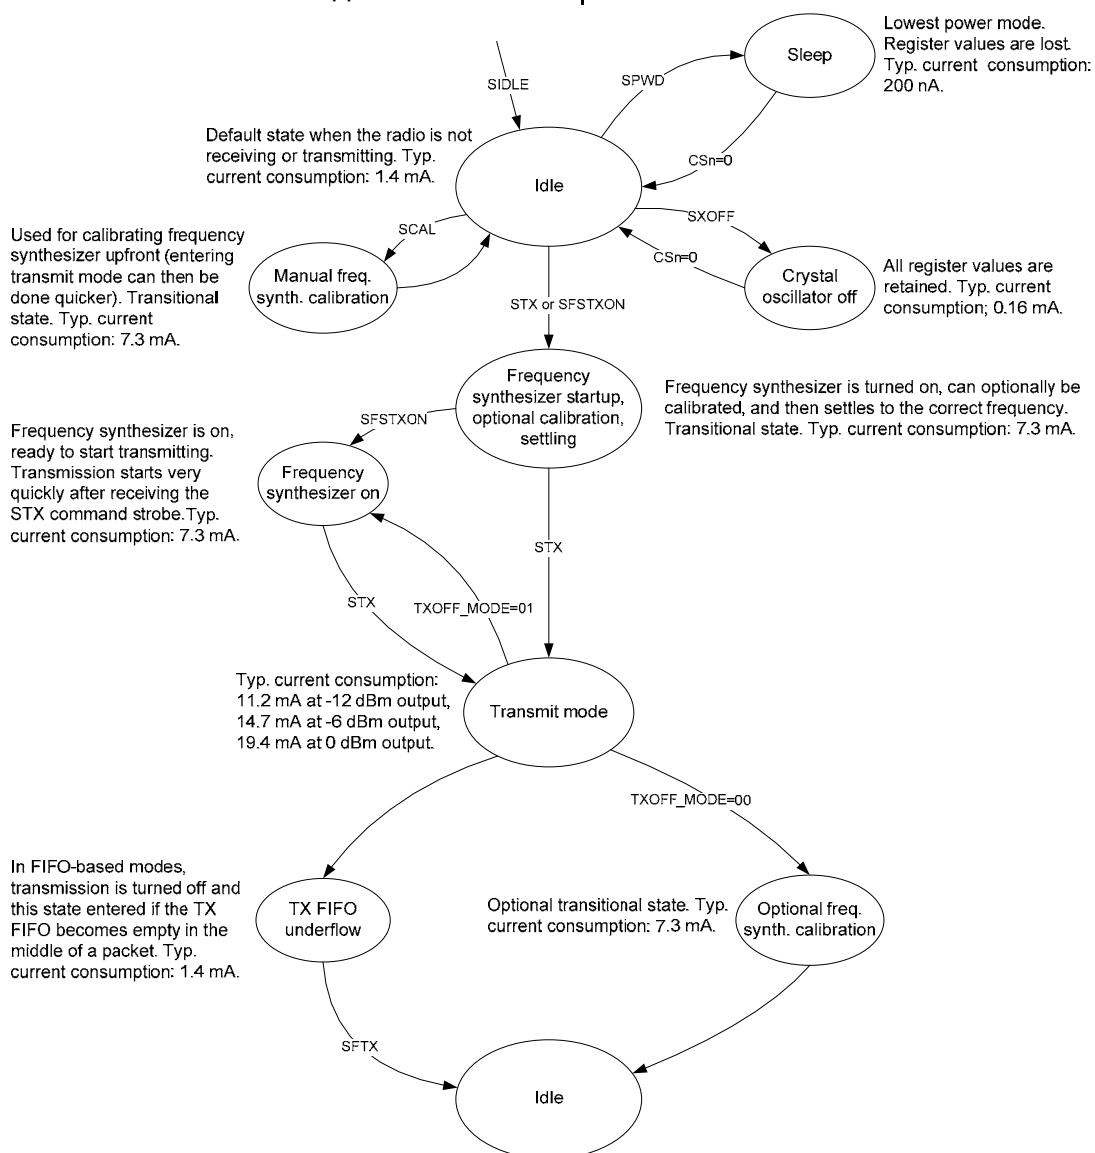 Lowest power mode.
Register values are lost.
Typ. current consumption:
200 nA.
Sleep
SPWD
SIDLE
CSn=0
Default state when the radio is not
receiving or transmitting. Typ.
current consumption: 1.4 mA.
Idle
SCAL
SXOFF
CSn=0
Used for calibrating frequency
synthesizer upfront (entering
transmit mode can then be
done quicker). Transitional
state. Typ. current
consumption: 7.3 mA.
Manual freq.
synth. calibration
Crystal
oscillator off
All register values are
retained. Typ. current
consumption; 0.16 mA.
STX or SFSTXON
Frequency
synthesizer startup,
optional calibration,
settling
Frequency synthesizer is turned on, can optionally be
calibrated, and then settles to the correct frequency.
Transitional state. Typ. current consumption: 7.3 mA.
SFSTXON
Frequency synthesizer is on,
ready to start transmitting.
Transmission starts very
quickly after receiving the
STX command strobe.Typ.
current consumption: 7.3 mA.
Frequency
synthesizer on
STX
STX
TXOFF_MODE=01
Typ. current consumption:
11.2 mA at -12 dBm output,
14.7 mA at -6 dBm output,
19.4 mA at 0 dBm output.
Transmit mode
TXOFF_MODE=00
In FIFO-based modes,
transmission is turned off and
this state entered if the TX
FIFO becomes empty in the
middle of a packet. Typ.
current consumption: 1.4 mA.
TX FIFO
underflow
Optional transitional state. Typ.
current consumption: 7.3 mA.
Optional freq.
synth. calibration
SFTX
Idle